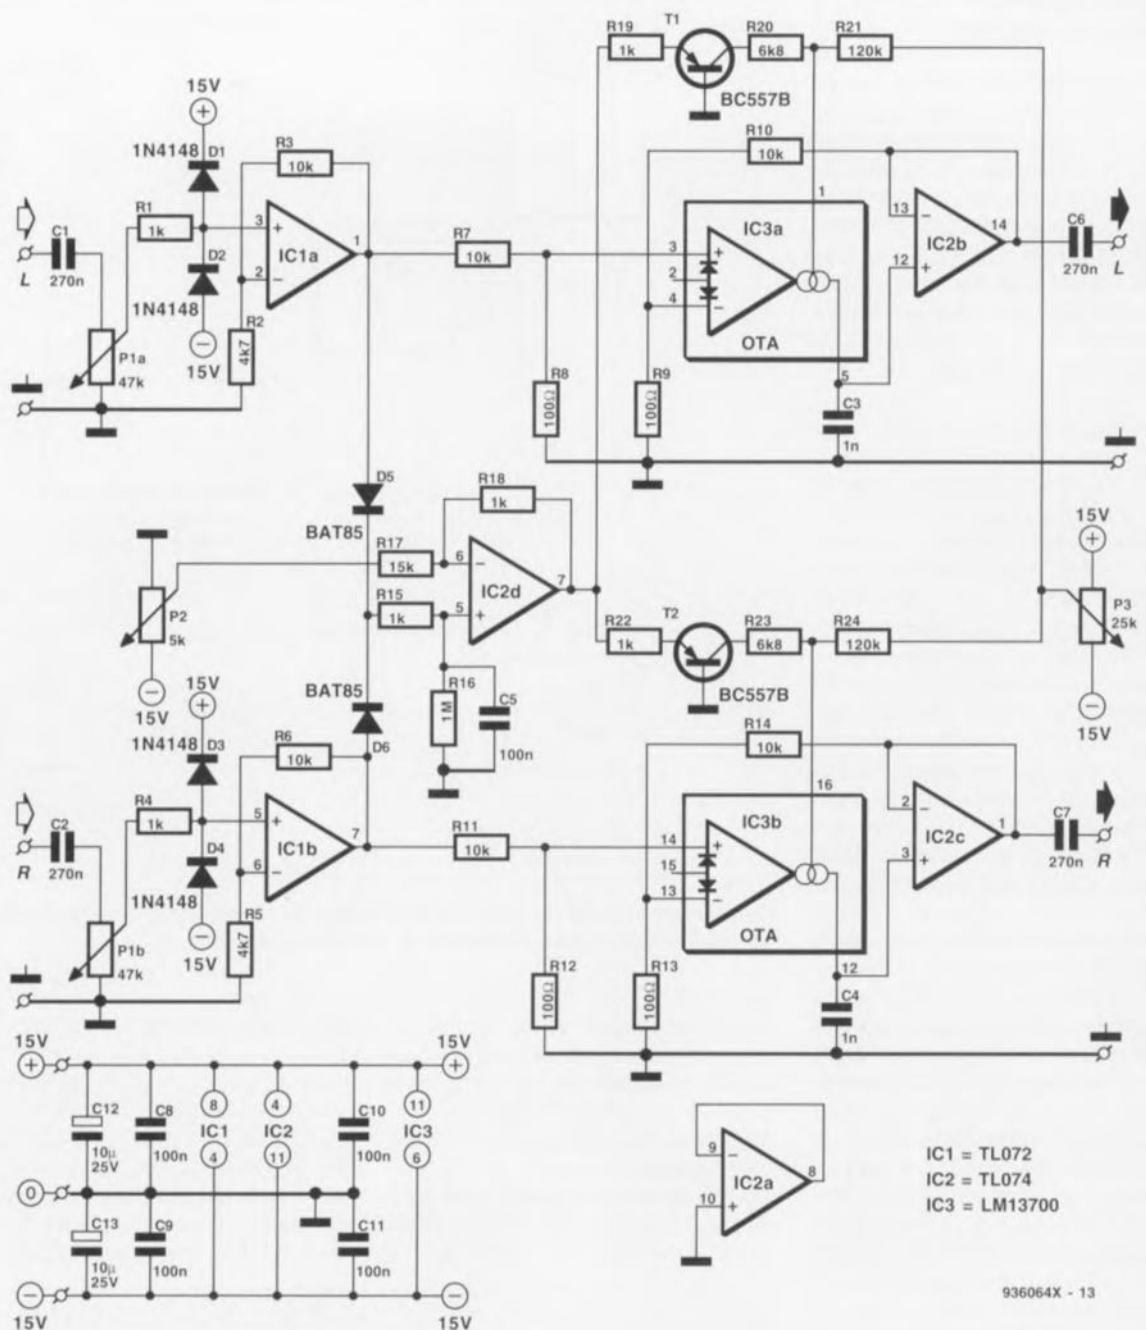 R19
1k
T1
BC557B
R20
6k8
R21
120k
15V
+
1N4148
D1
R3
10k
R10
10k
L
C1
270n
R1
1k
3
+
IC1a
1
2
−
D2
1N4148
−
15V
P1a
47k
R2
4k7
R7
10k
1
IC3a
3
+
2
4
−
OTA
5
13
−
IC2b
14
12
+
C6
270n
L
R8
100Ω
R9
100Ω
C3
1n
D5
BAT85
R18
1k
R17
15k
6
−
IC2d
7
R15
1k
5
+
P2
5k
−
15V
R16
1M
C5
100n
BAT85
D6
R22
1k
T2
BC557B
R23
6k8
R24
120k
15V
+
P3
25k
−
15V
15V
+
1N4148
D3
R6
10k
R14
10k
R
C2
270n
R4
1k
5
+
IC1b
7
6
−
D4
1N4148
−
15V
P1b
47k
R5
4k7
R11
10k
16
IC3b
14
+
15
13
−
OTA
12
2
−
IC2c
1
3
+
C7
270n
R
R12
100Ω
R13
100Ω
C4
1n
15V
+
15V
+
C12
10µ
25V
C8
100n
8
IC1
4
4
IC2
11
C10
100n
11
IC3
6
0
C13
10µ
25V
C9
100n
C11
100n
−
15V
−
15V
9
−
IC2a
8
10
+
IC1 = TL072
IC2 = TL074
IC3 = LM13700
936064X - 13